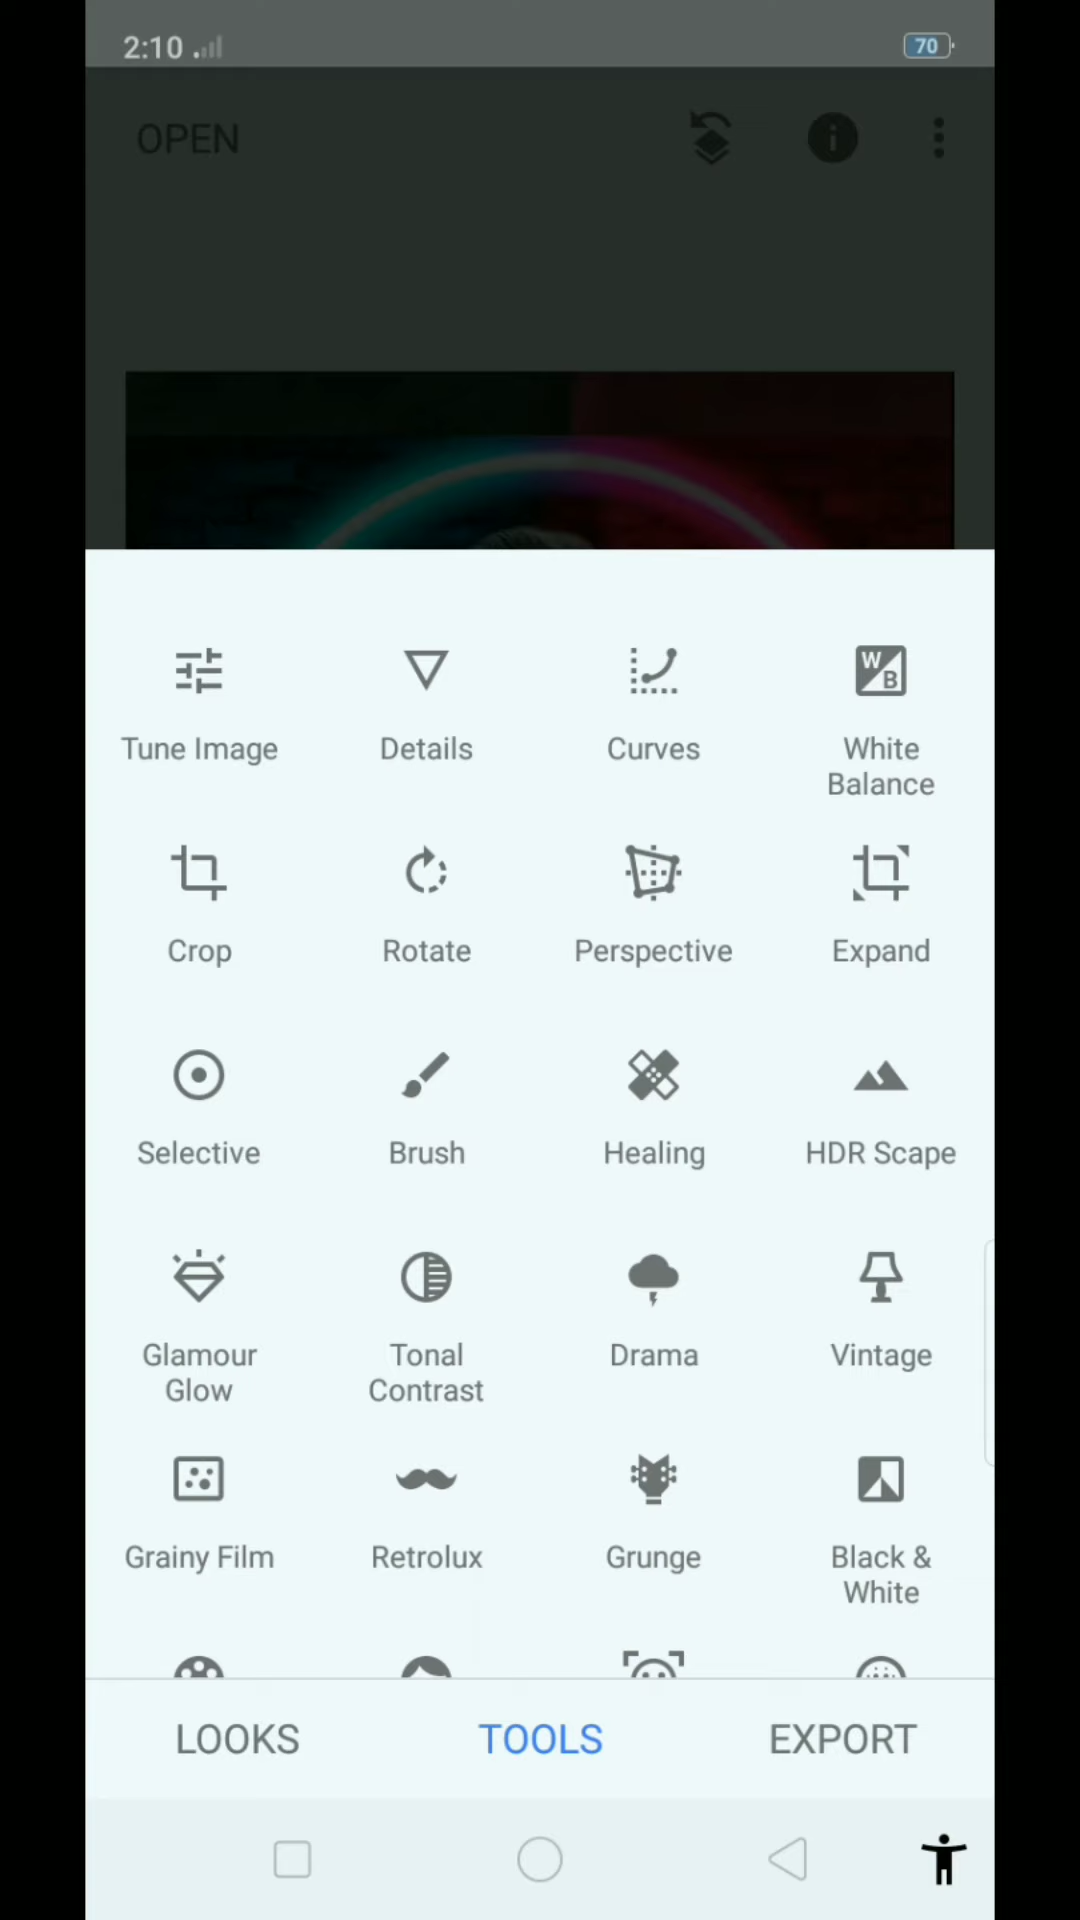 2:10
70
OPEN
Tune Image
Details
Curves
White
Balance
Crop
Rotate
Perspective
Expand
Selective
Brush
Healing
HDR Scape
Glamour
Glow
Tonal
Contrast
Drama
Vintage
Grainy Film
Retrolux
Grunge
Black &
White
LOOKS
TOOLS
EXPORT